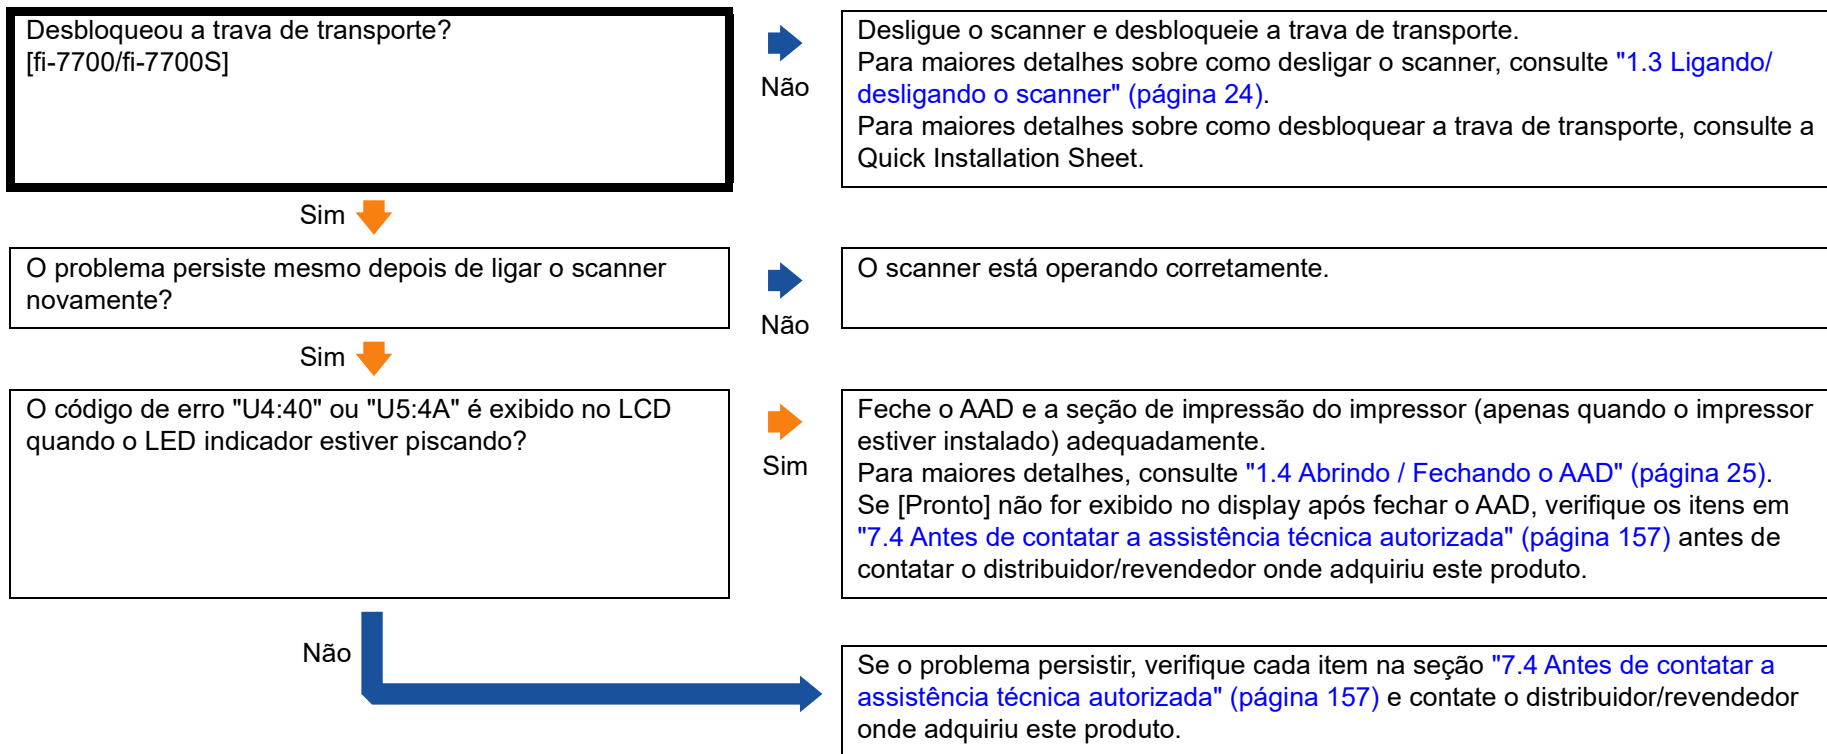 Desbloqueou a trava de transporte?
[fi-7700/fi-7700S]
Não
Desligue o scanner e desbloqueie a trava de transporte.
Para maiores detalhes sobre como desligar o scanner, consulte "1.3 Ligando/
desligando o scanner" (página 24).
Para maiores detalhes sobre como desbloquear a trava de transporte, consulte a
Quick Installation Sheet.
Sim
O problema persiste mesmo depois de ligar o scanner
novamente?
Não
O scanner está operando corretamente.
Sim
O código de erro "U4:40" ou "U5:4A" é exibido no LCD
quando o LED indicador estiver piscando?
Sim
Feche o AAD e a seção de impressão do impressor (apenas quando o impressor
estiver instalado) adequadamente.
Para maiores detalhes, consulte "1.4 Abrindo / Fechando o AAD" (página 25).
Se [Pronto] não for exibido no display após fechar o AAD, verifique os itens em
"7.4 Antes de contatar a assistência técnica autorizada" (página 157) antes de
contatar o distribuidor/revendedor onde adquiriu este produto.
Não
Se o problema persistir, verifique cada item na seção "7.4 Antes de contatar a
assistência técnica autorizada" (página 157) e contate o distribuidor/revendedor
onde adquiriu este produto.